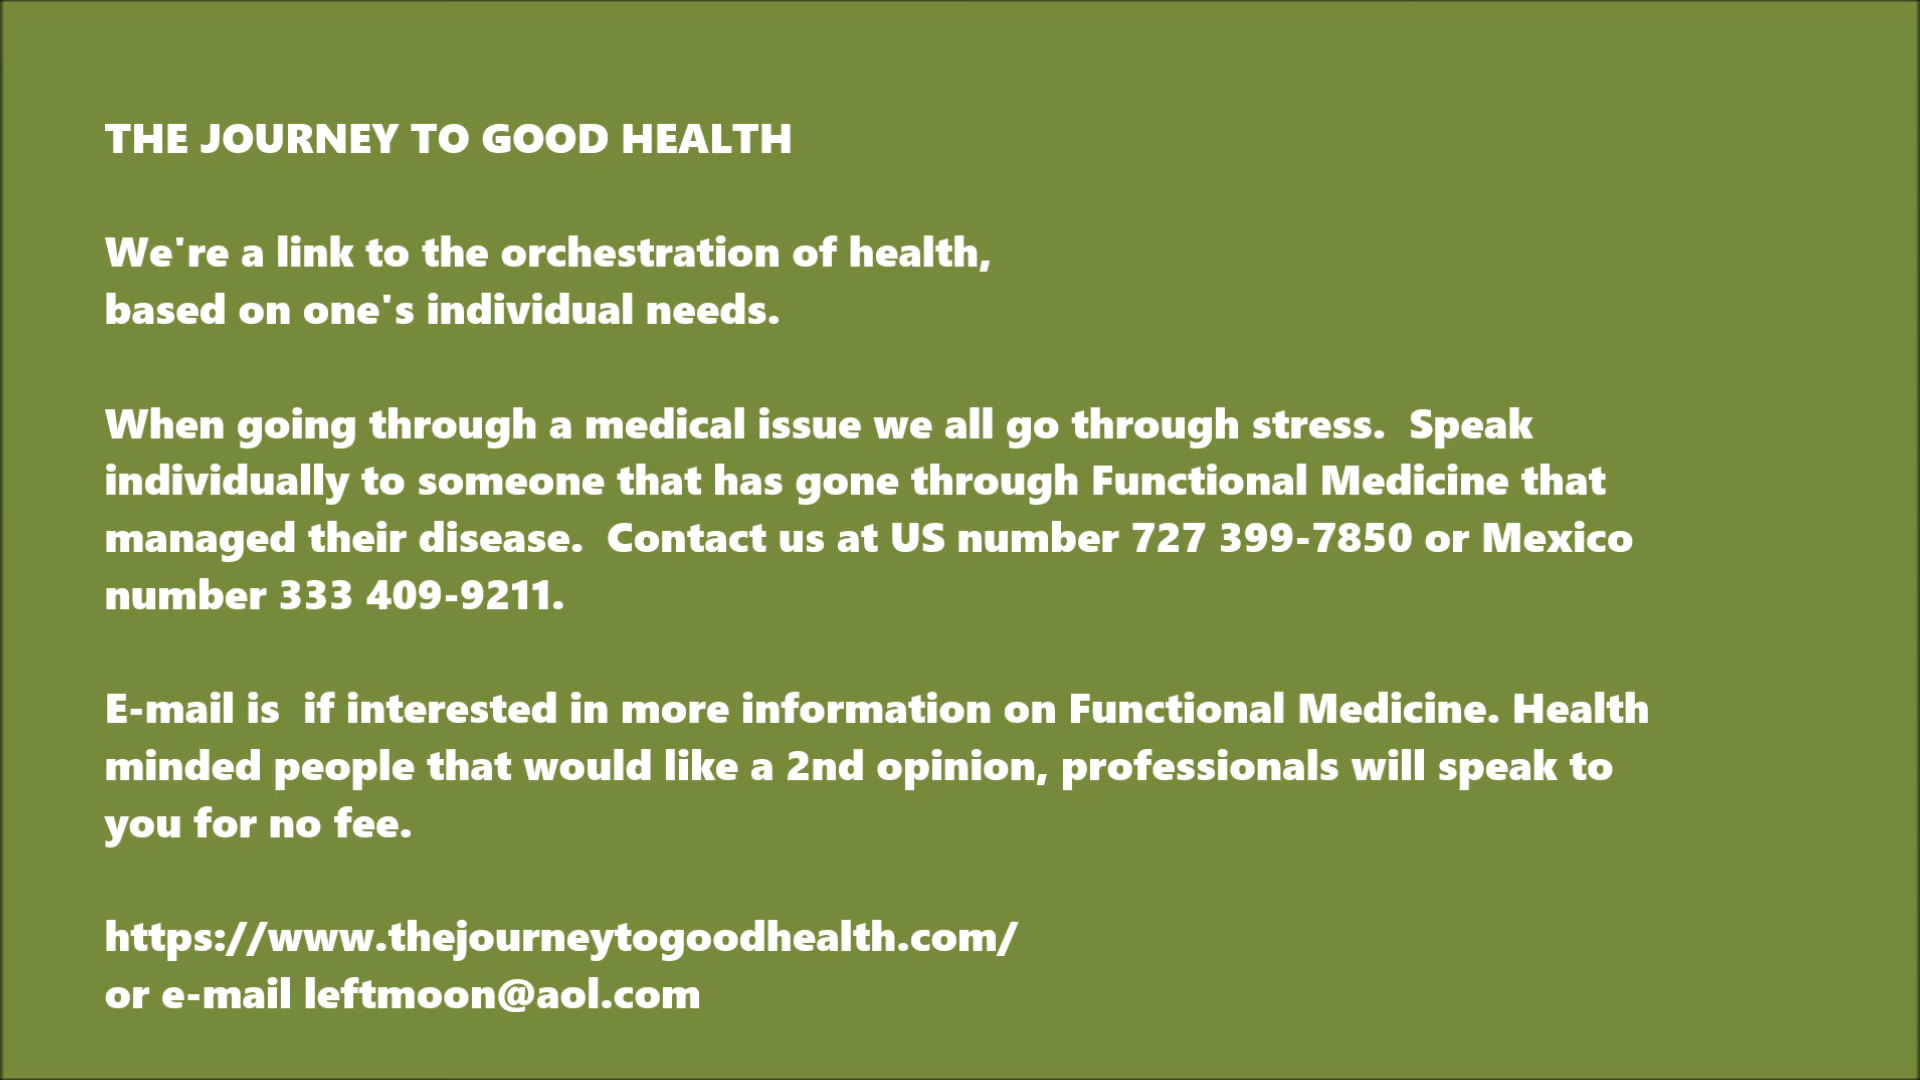 THE JOURNEY TO GOOD HEALTH
We're a link to the orchestration of health,
based on one's individual needs.
When going through a medical issue we all go through stress.  Speak
individually to someone that has gone through Functional Medicine that
managed their disease.  Contact us at US number 727 399-7850 or Mexico
number 333 409-9211.
E-mail is  if interested in more information on Functional Medicine. Health
minded people that would like a 2nd opinion, professionals will speak to
you for no fee.
https://www.thejourneytogoodhealth.com/
or e-mail leftmoon@aol.com